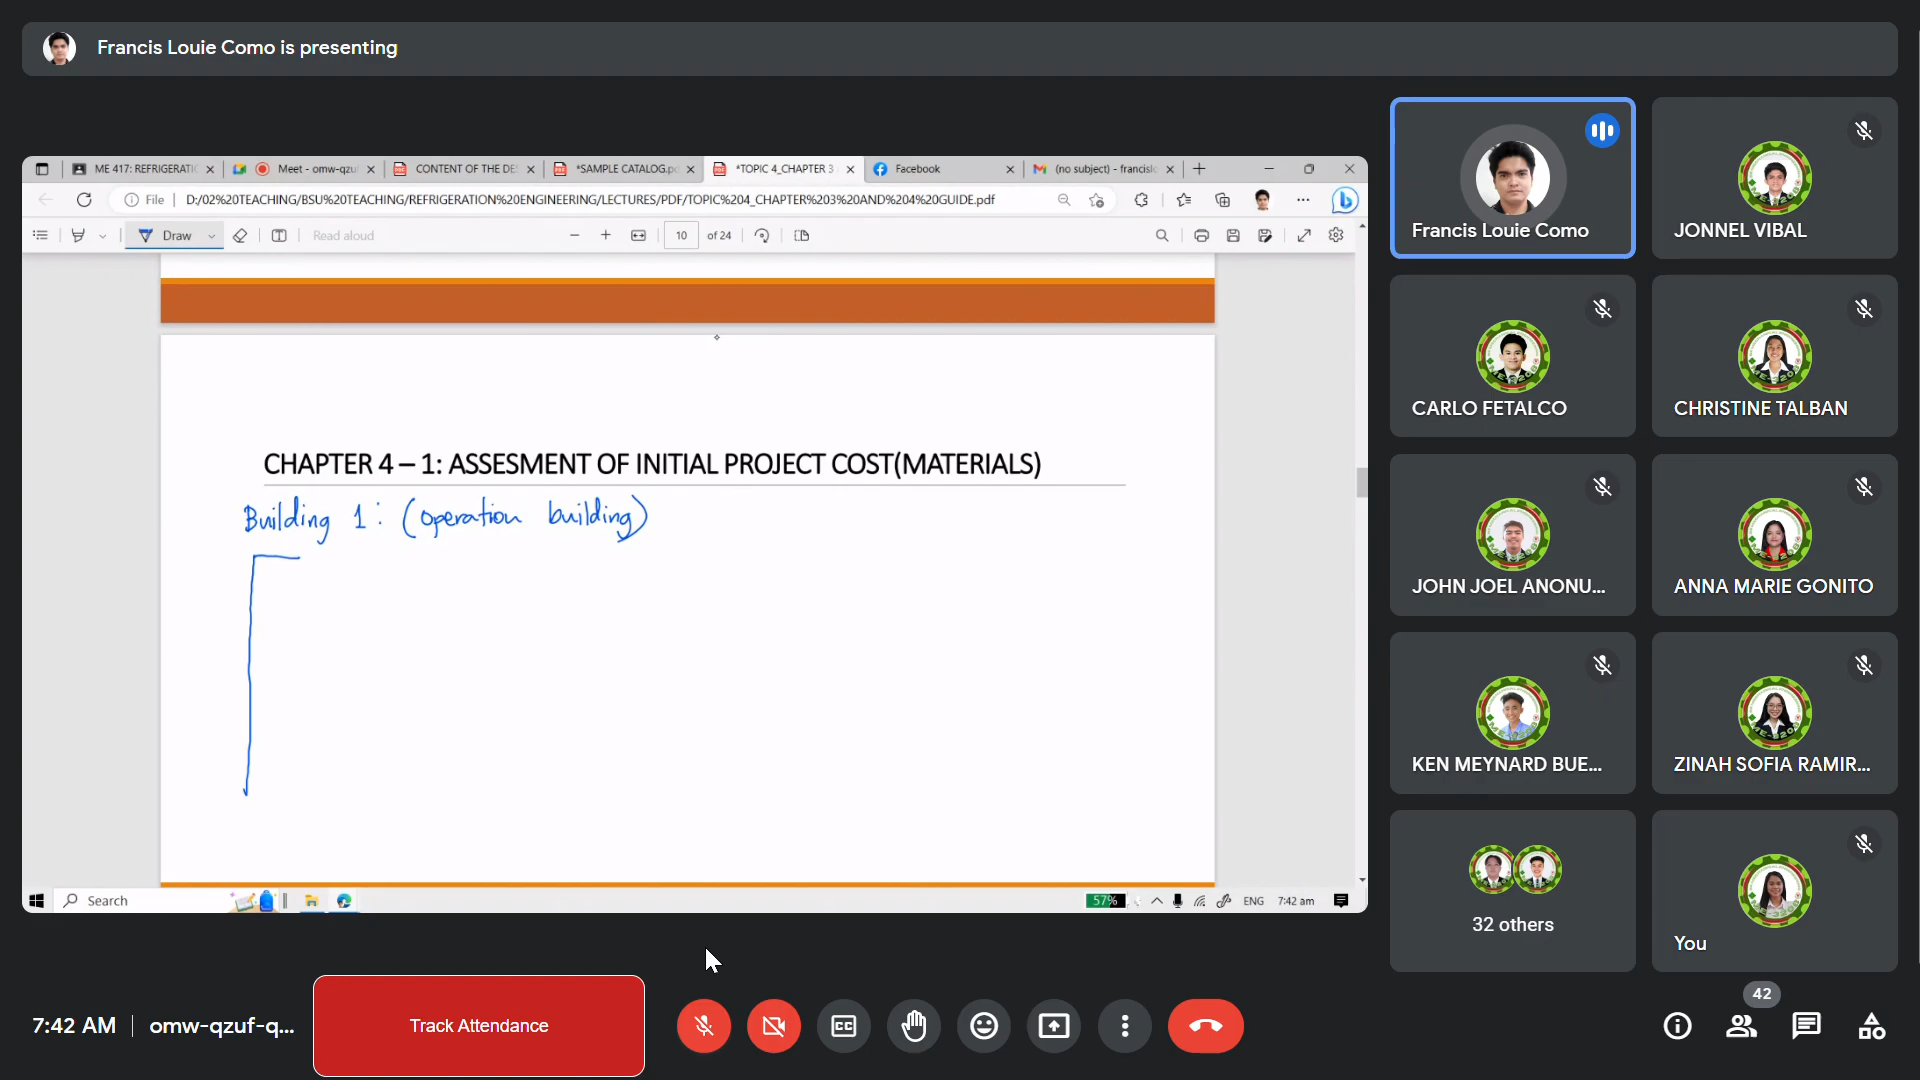 Francis Louie Como is presenting
ME 417: REFRIGERATIC
Meet - omw-qzu
CONTENT OF THE DE
*SAMPLE CATALOG.p
*TOPIC 4_CHAPTER 3
Facebook
(no subject) - francisl
File
D:/02%20TEACHING/BSU%20TEACHING/REFRIGERATION%20ENGINEERING/LECTURES/PDF/TOPIC%204_CHAPTER%203%20AND%204%20GUIDE.pdf
Draw
Read aloud
10 of 24
CHAPTER 4 – 1: ASSESMENT OF INITIAL PROJECT COST(MATERIALS)
Building 1: (operation building)
Search
57%
ENG
7:42 am
Francis Louie Como
JONNEL VIBAL
CARLO FETALCO
CHRISTINE TALBAN
JOHN JOEL ANONU...
ANNA MARIE GONITO
KEN MEYNARD BUE...
ZINAH SOFIA RAMIR...
32 others
You
7:42 AM
omw-qzuf-q...
Track Attendance
CC
42